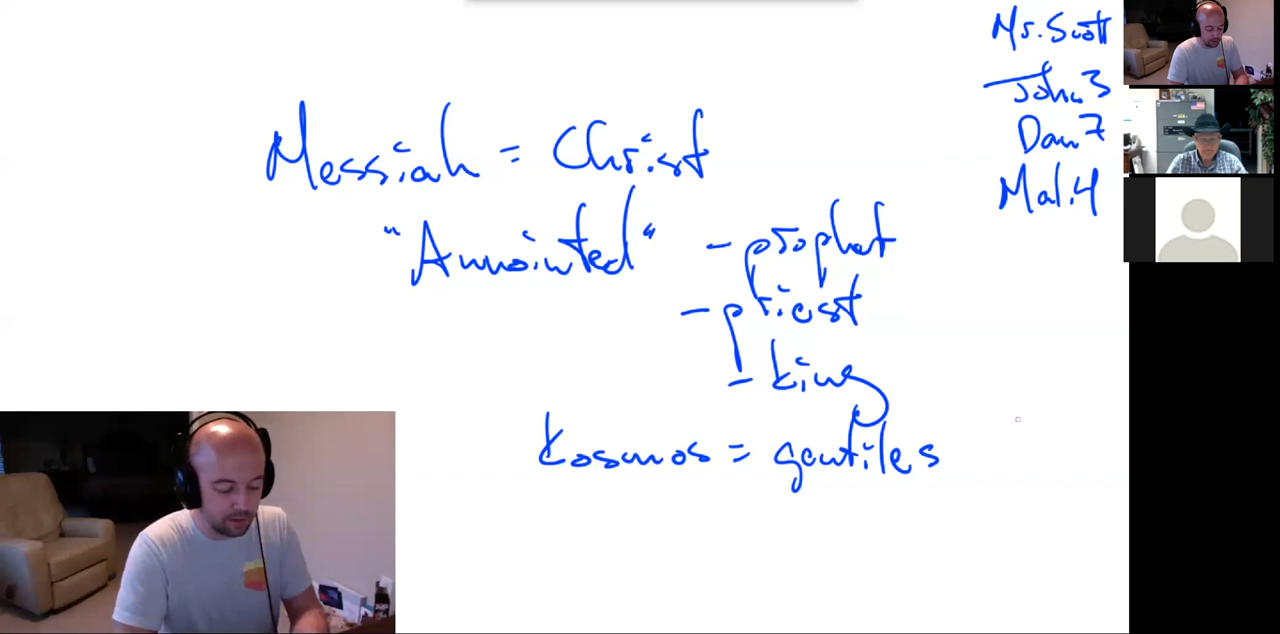 Messiah = Christ
"Annointed" - prophet
- priest
- king
kosmos = gentiles
Mr. Scott
John 3
Dan 7
Mal. 4